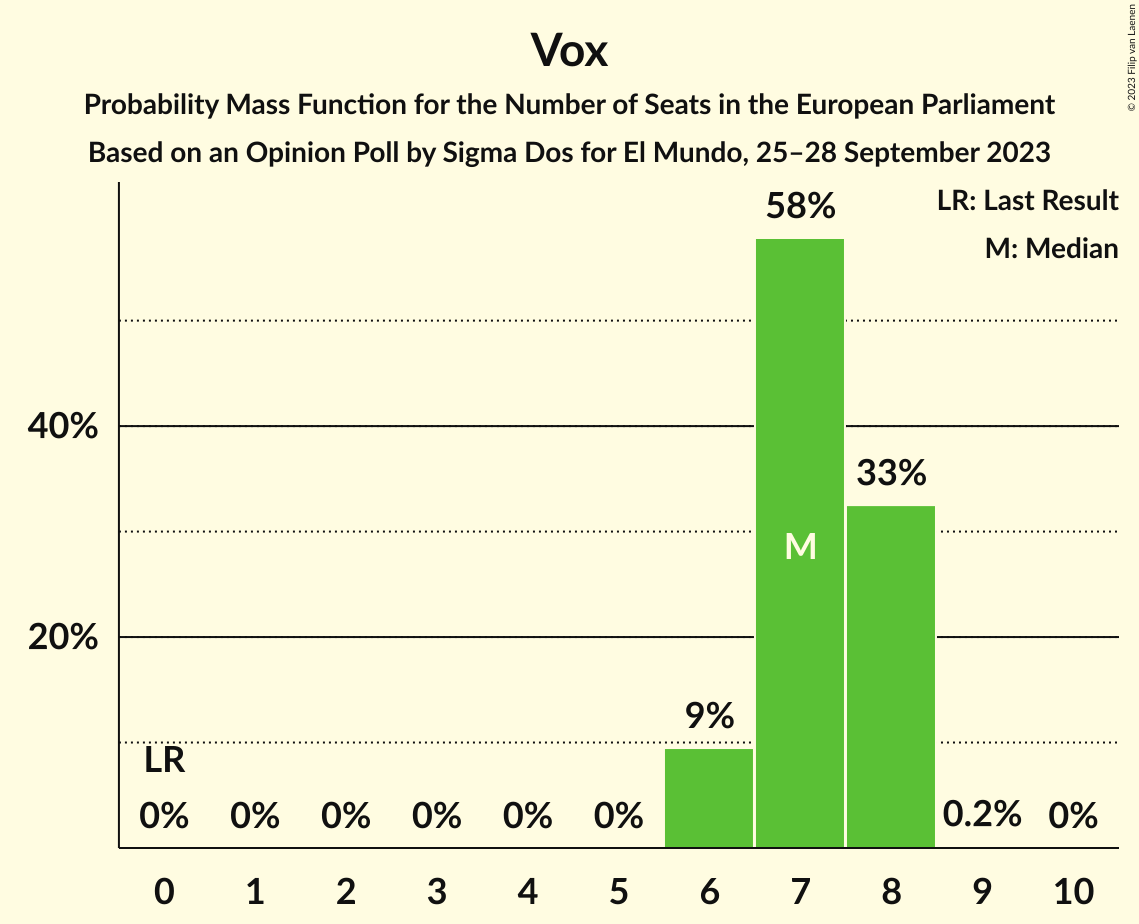 Vox
Probability Mass Function for the Number of Seats in the European Parliament
Based on an Opinion Poll by Sigma Dos for El Mundo, 25–28 September 2023
© 2023 Filip van Laenen
LR: Last Result
M: Median
58%
40%
33%
M
20%
9%
LR
0% 0% 0% 0% 0% 0% 0.2% 0%
0 1 2 3 4 5 6 7 8 9 10